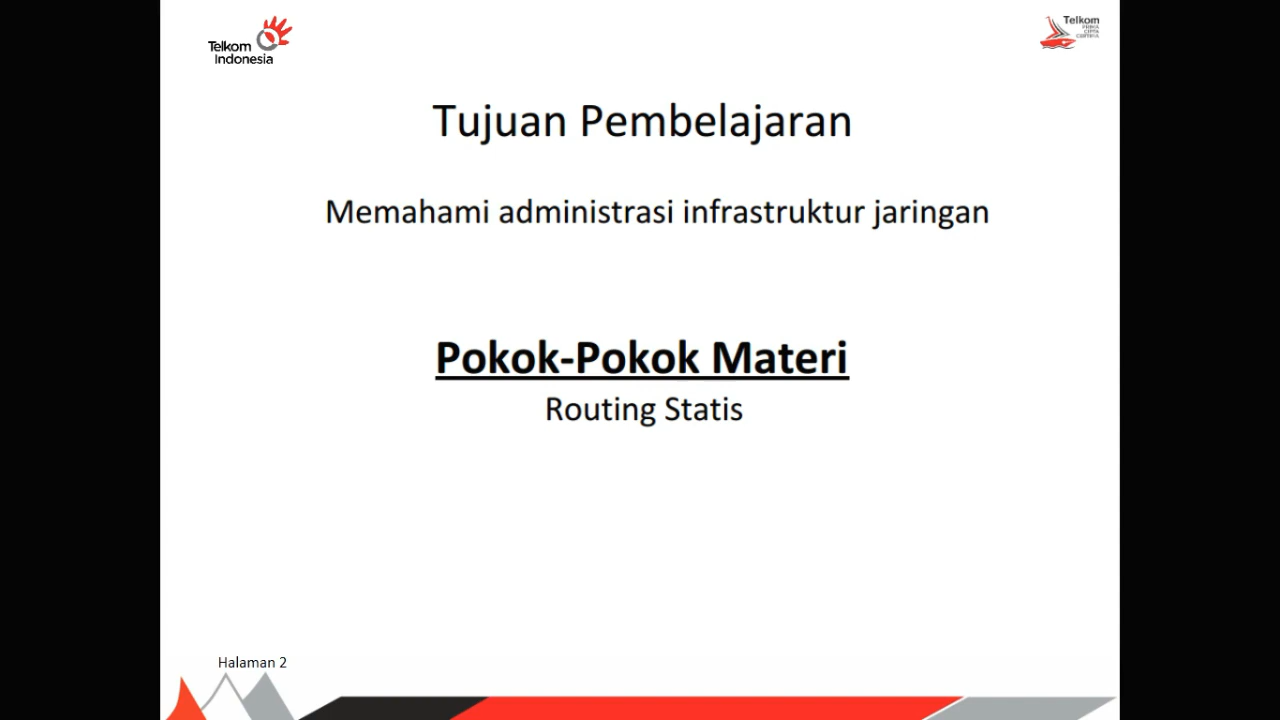 Telkom
Indonesia
Telkom
Tujuan Pembelajaran
Memahami administrasi infrastruktur jaringan
Pokok-Pokok Materi
Routing Statis
Halaman 2